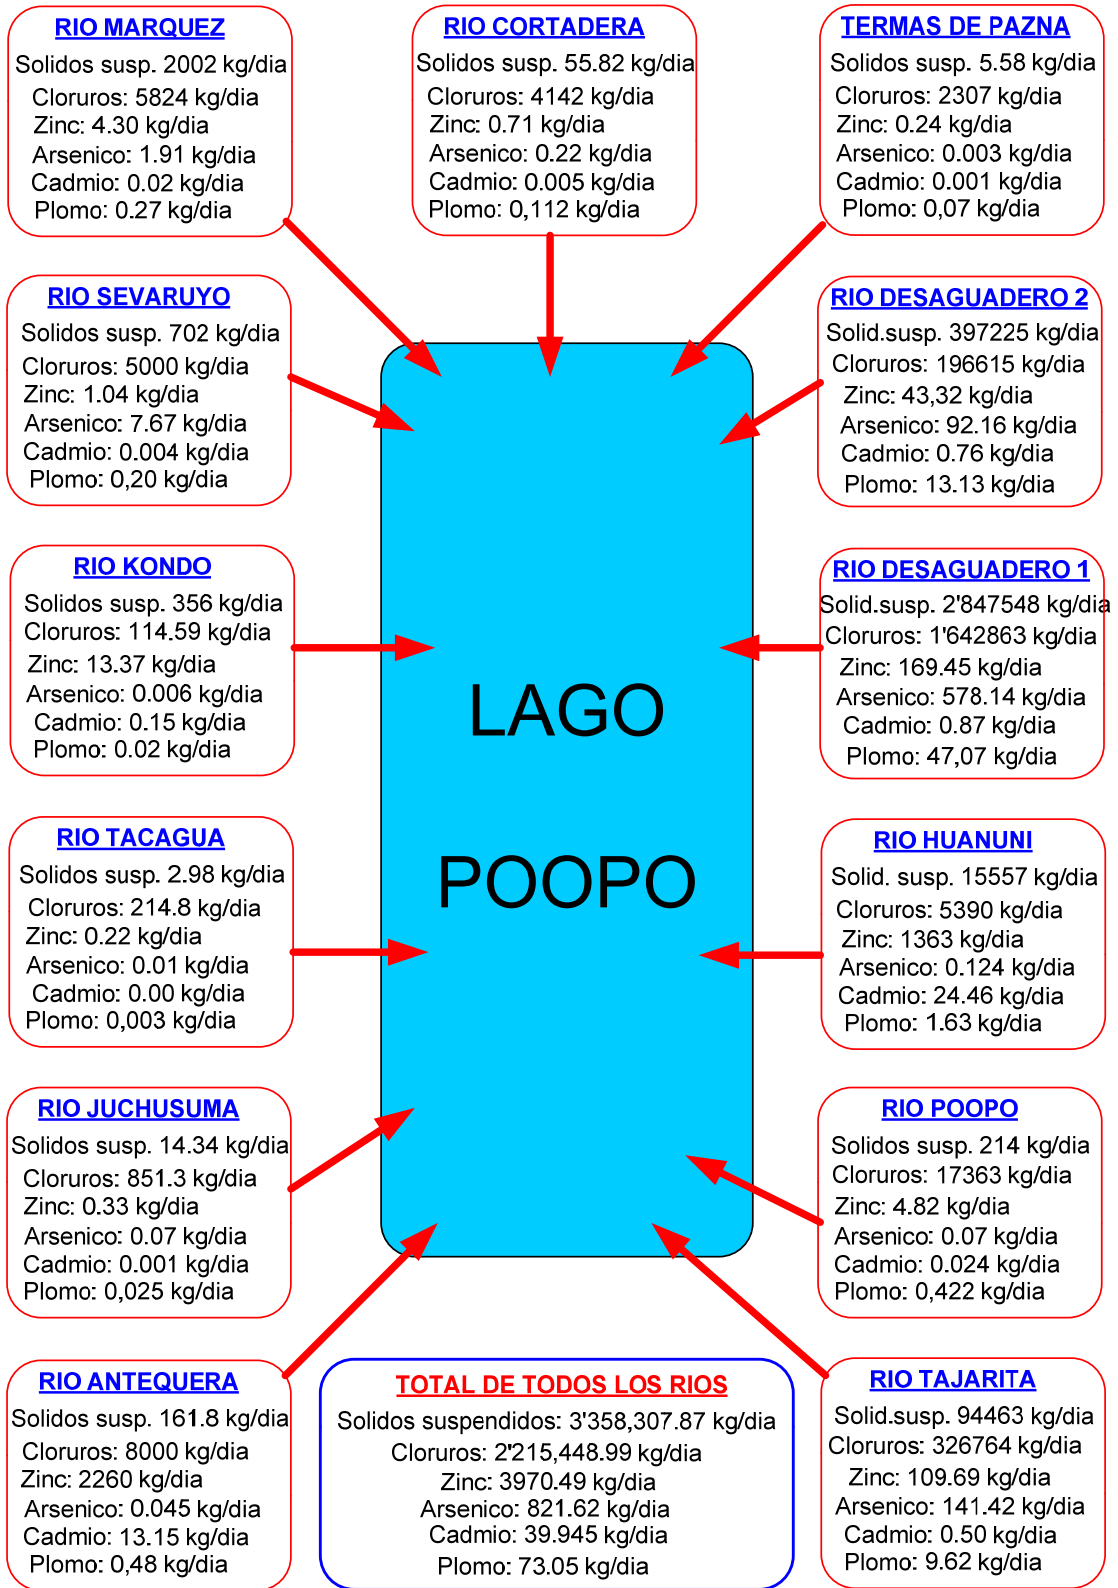 RIO MARQUEZ
Solidos susp. 2002 kg/dia
Cloruros: 5824 kg/dia
Zinc: 4.30 kg/dia
Arsenico: 1.91 kg/dia
Cadmio: 0.02 kg/dia
Plomo: 0.27 kg/dia
RIO CORTADERA
Solidos susp. 55.82 kg/dia
Cloruros: 4142 kg/dia
Zinc: 0.71 kg/dia
Arsenico: 0.22 kg/dia
Cadmio: 0.005 kg/dia
Plomo: 0,112 kg/dia
TERMAS DE PAZNA
Solidos susp. 5.58 kg/dia
Cloruros: 2307 kg/dia
Zinc: 0.24 kg/dia
Arsenico: 0.003 kg/dia
Cadmio: 0.001 kg/dia
Plomo: 0,07 kg/dia
RIO SEVARUYO
Solidos susp. 702 kg/dia
Cloruros: 5000 kg/dia
Zinc: 1.04 kg/dia
Arsenico: 7.67 kg/dia
Cadmio: 0.004 kg/dia
Plomo: 0,20 kg/dia
RIO DESAGUADERO 2
Solid.susp. 397225 kg/dia
Cloruros: 196615 kg/dia
Zinc: 43,32 kg/dia
Arsenico: 92.16 kg/dia
Cadmio: 0.76 kg/dia
Plomo: 13.13 kg/dia
RIO KONDO
Solidos susp. 356 kg/dia
Cloruros: 114.59 kg/dia
Zinc: 13.37 kg/dia
Arsenico: 0.006 kg/dia
Cadmio: 0.15 kg/dia
Plomo: 0.02 kg/dia
RIO DESAGUADERO 1
Solid.susp. 2'847548 kg/dia
Cloruros: 1'642863 kg/dia
Zinc: 169.45 kg/dia
Arsenico: 578.14 kg/dia
Cadmio: 0.87 kg/dia
Plomo: 47,07 kg/dia
LAGO
POOPO
RIO TACAGUA
Solidos susp. 2.98 kg/dia
Cloruros: 214.8 kg/dia
Zinc: 0.22 kg/dia
Arsenico: 0.01 kg/dia
Cadmio: 0.00 kg/dia
Plomo: 0,003 kg/dia
RIO HUANUNI
Solid. susp. 15557 kg/dia
Cloruros: 5390 kg/dia
Zinc: 1363 kg/dia
Arsenico: 0.124 kg/dia
Cadmio: 24.46 kg/dia
Plomo: 1.63 kg/dia
RIO JUCHUSUMA
Solidos susp. 14.34 kg/dia
Cloruros: 851.3 kg/dia
Zinc: 0.33 kg/dia
Arsenico: 0.07 kg/dia
Cadmio: 0.001 kg/dia
Plomo: 0,025 kg/dia
RIO POOPO
Solidos susp. 214 kg/dia
Cloruros: 17363 kg/dia
Zinc: 4.82 kg/dia
Arsenico: 0.07 kg/dia
Cadmio: 0.024 kg/dia
Plomo: 0,422 kg/dia
RIO ANTEQUERA
Solidos susp. 161.8 kg/dia
Cloruros: 8000 kg/dia
Zinc: 2260 kg/dia
Arsenico: 0.045 kg/dia
Cadmio: 13.15 kg/dia
Plomo: 0,48 kg/dia
TOTAL DE TODOS LOS RIOS
Solidos suspendidos: 3'358,307.87 kg/dia
Cloruros: 2'215,448.99 kg/dia
Zinc: 3970.49 kg/dia
Arsenico: 821.62 kg/dia
Cadmio: 39.945 kg/dia
Plomo: 73.05 kg/dia
RIO TAJARITA
Solid.susp. 94463 kg/dia
Cloruros: 326764 kg/dia
Zinc: 109.69 kg/dia
Arsenico: 141.42 kg/dia
Cadmio: 0.50 kg/dia
Plomo: 9.62 kg/dia